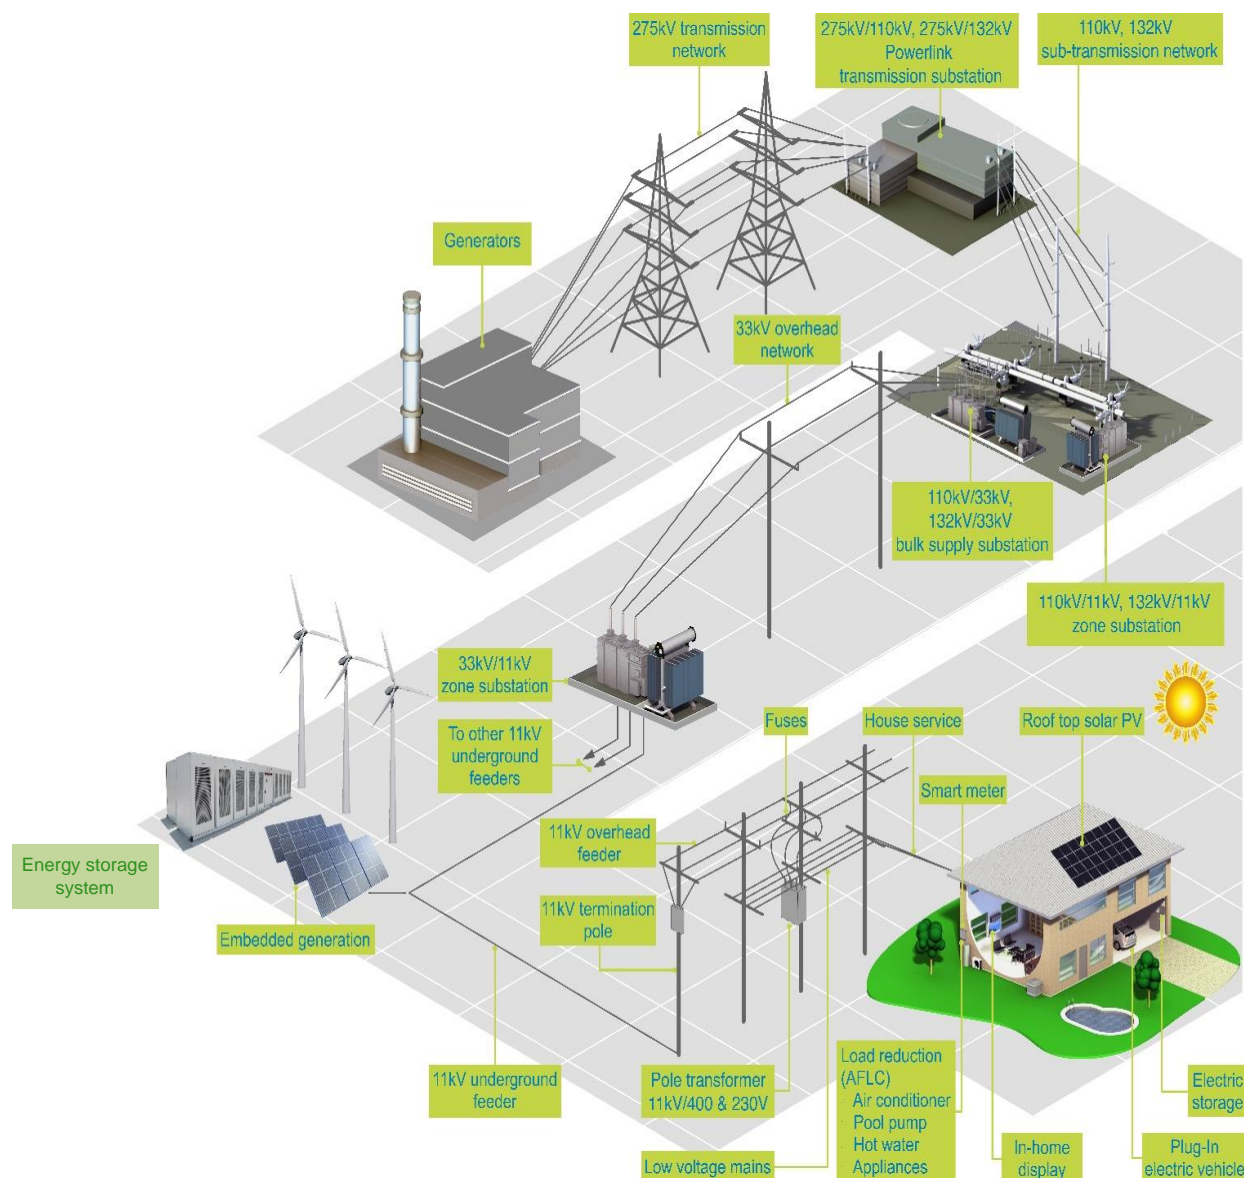 275kV transmission
network
275kV/110kV, 275kV/132kV
Powerlink
transmission substation
110kV, 132kV
sub-transmission network
Generators
33kV overhead
network
110kV/33kV,
132kV/33kV
bulk supply substation
110kV/11kV, 132kV/11kV
zone substation
33kV/11kV
zone substation
To other 11kV
underground
feeders
Fuses
House service
Roof top solar PV
Smart meter
11kV overhead
feeder
Energy storage
system
11kV termination
pole
Embedded generation
11kV underground
feeder
Pole transformer
11kV/400 & 230V
Low voltage mains
Load reduction
(AFLC)
· Air conditioner
· Pool pump
· Hot water
· Appliances
In-home
display
Plug-In
electric vehicle
Electric
storage